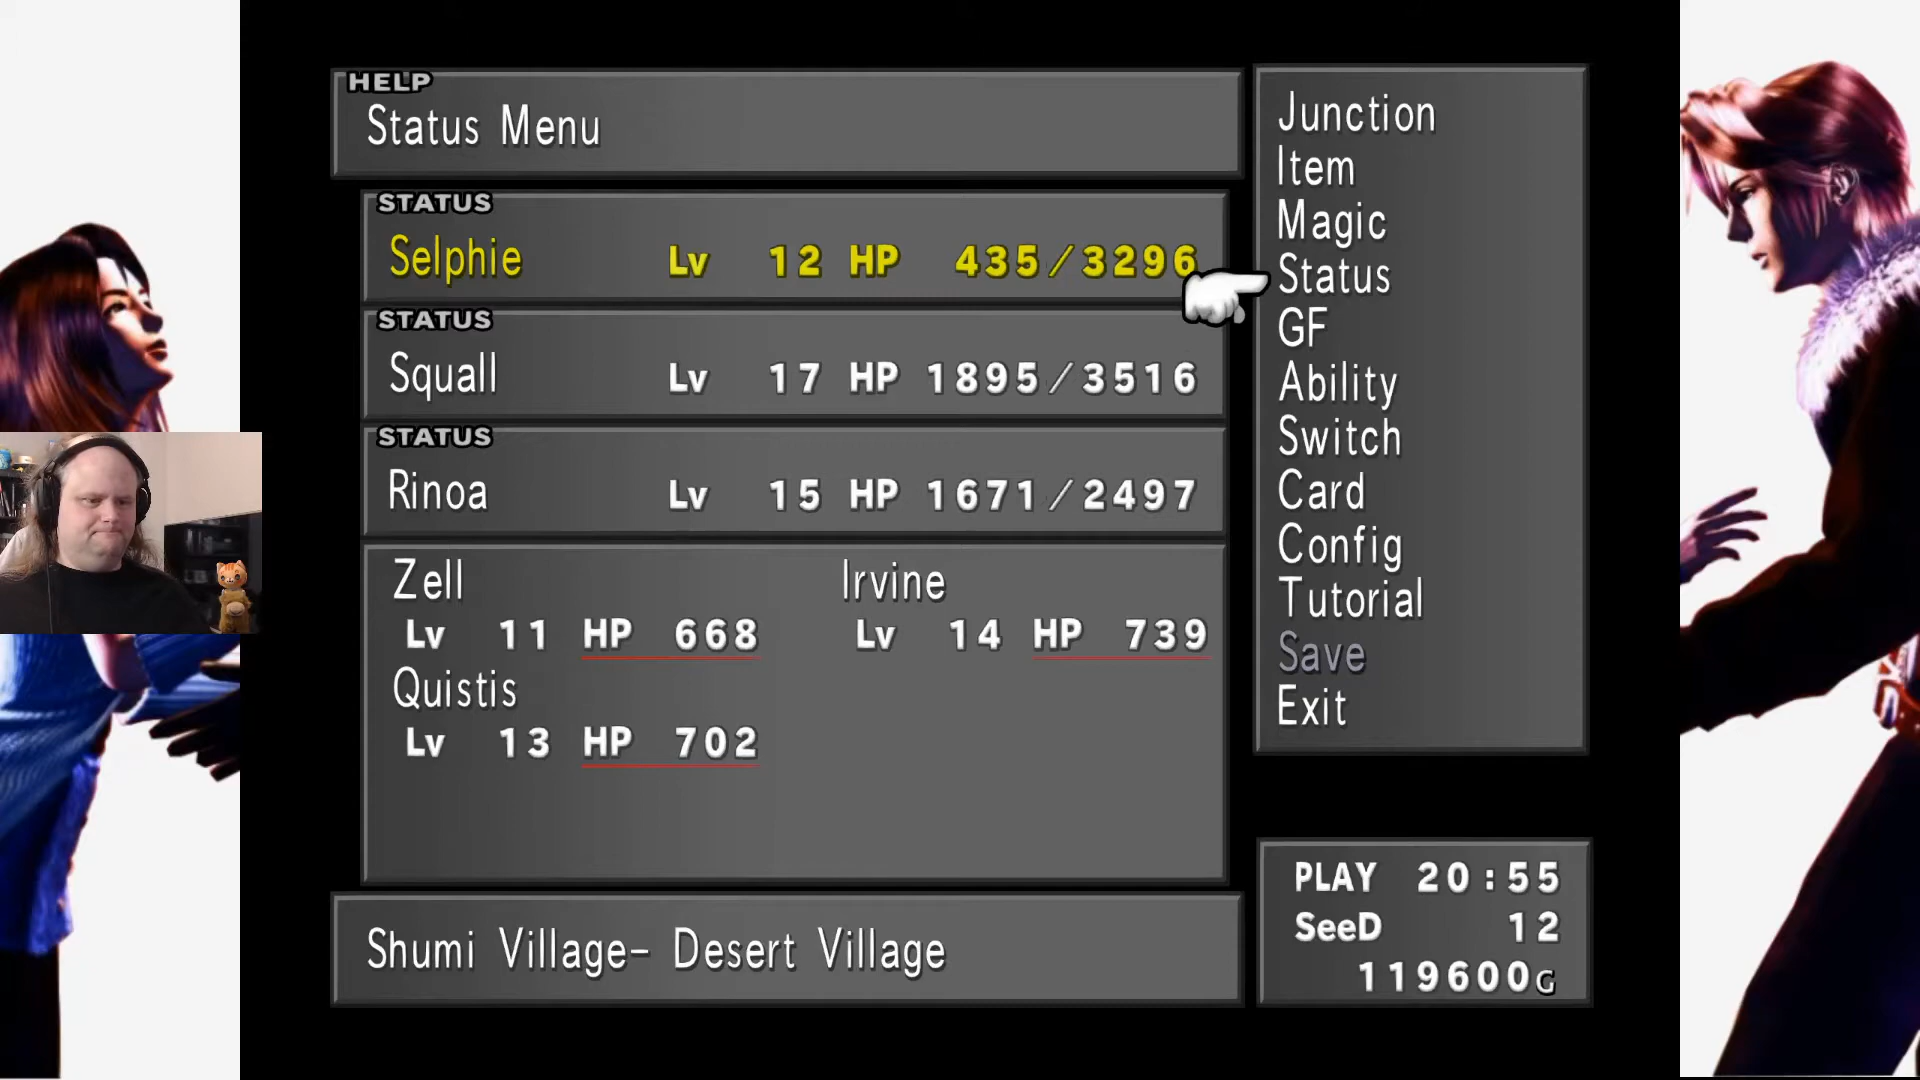 HELP
Status Menu
STATUS
Selphie Lv 12 HP 435/3296
STATUS
Squall Lv 17 HP 1895/3516
STATUS
Rinoa Lv 15 HP 1671/2497
Zell Irvine
Lv 11 HP 668 Lv 14 HP 739
Quistis
Lv 13 HP 702
Shumi Village- Desert Village
Junction
Item
Magic
Status
GF
Ability
Switch
Card
Config
Tutorial
Save
Exit
PLAY 20:55
SeeD 12
119600G